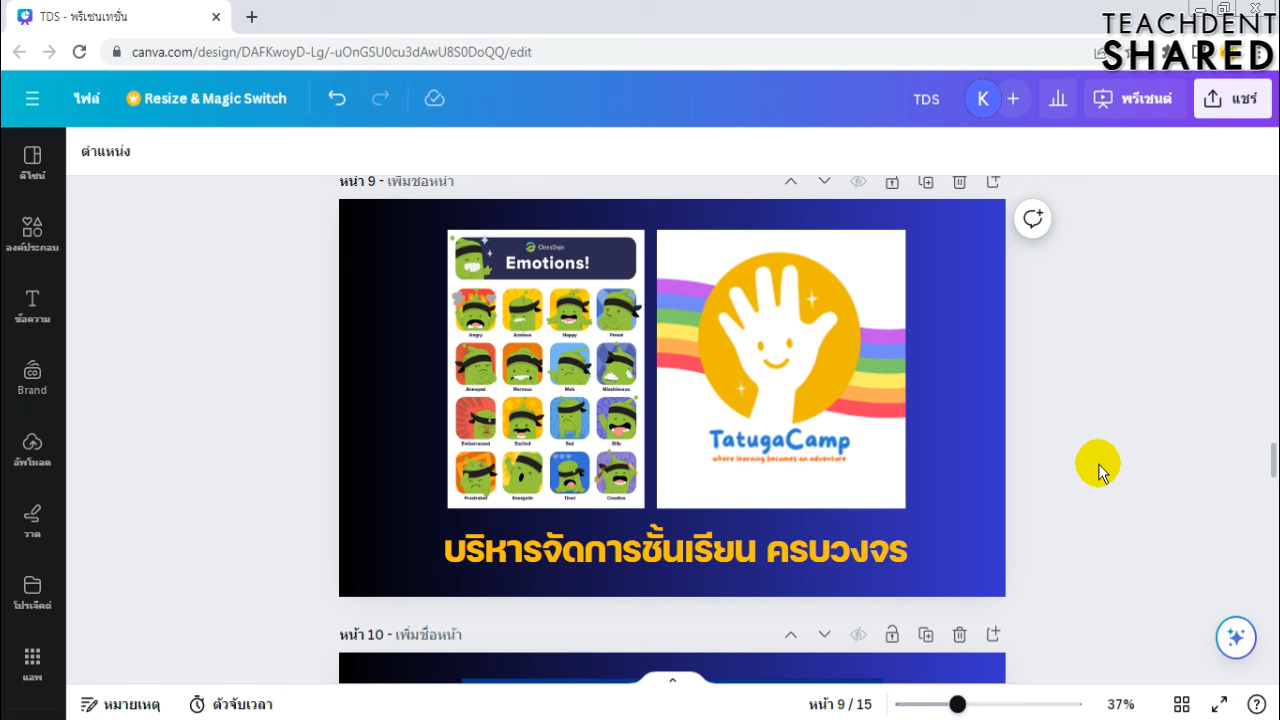 TDS - พรีเซนเทชั่น
TEACHDENT
SHARED
canva.com/design/DAFKwoyD-Lg/-uOnGSU0cu3dAwU8S0DoQQ/edit
ไฟล์
Resize & Magic Switch
TDS
K
พรีเซนต์
แชร์
ตำแหน่ง
ดีไซน์
องค์ประกอบ
ข้อความ
Brand
อัพโหลด
วาด
โปรเจ็คต์
แอพ
หน้า 9 - เพิ่มชื่อหน้า
ClassDojo
Emotions!
Angry Anxious Happy Proud
Annoyed Nervous Meh Mischievous
Embarrassed Excited Sad Silly
Frustrated Energetic Tired Creative
TatugaCamp
where learning becomes an adventure
บริหารจัดการชั้นเรียน ครบวงจร
หน้า 10 - เพิ่มชื่อหน้า
หมายเหตุ
ตัวจับเวลา
หน้า 9 / 15
37%